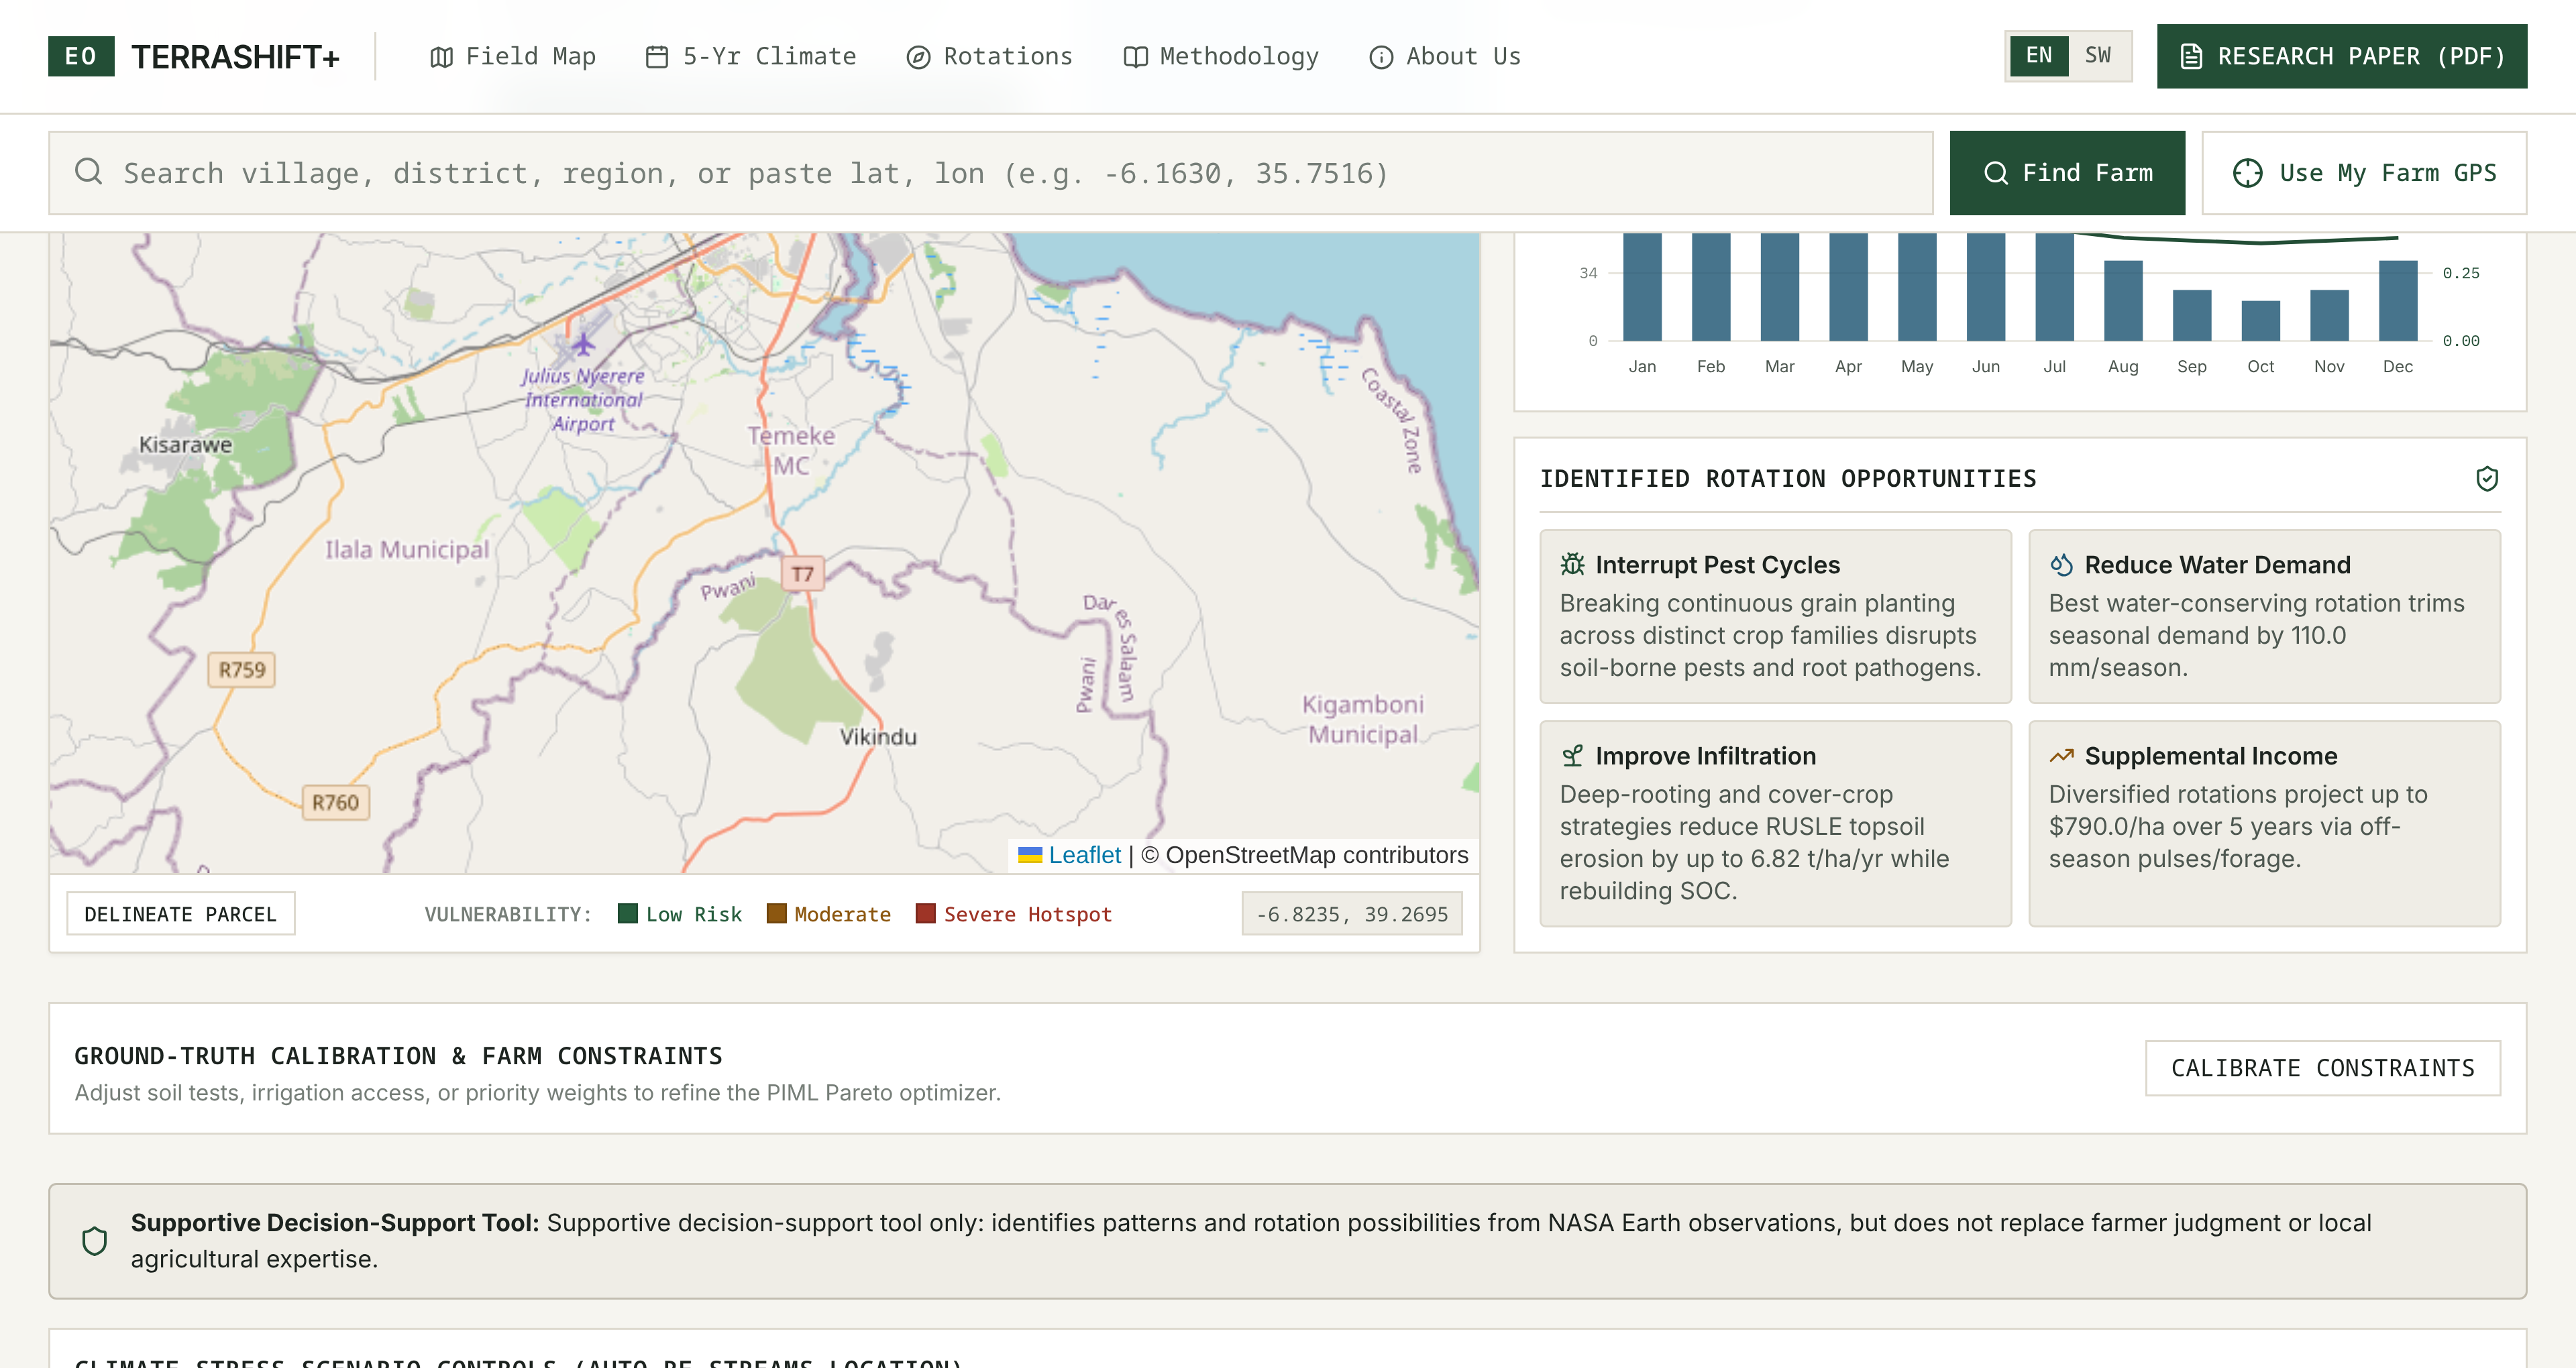 EO TERRASHIFT+
Field Map
5-Yr Climate
Rotations
Methodology
About Us
EN SW
RESEARCH PAPER (PDF)
Search village, district, region, or paste lat, lon (e.g. -6.1630, 35.7516)
Find Farm
Use My Farm GPS
Julius Nyerere
International
Airport
Kisarawe
Temeke
MC
Coastal Zone
Ilala Municipal
T7
Pwani
Dar es Salaam
Pwani
R759
Kigamboni
Municipal
Vikindu
R760
Leaflet | © OpenStreetMap contributors
DELINEATE PARCEL
VULNERABILITY: Low Risk Moderate Severe Hotspot
-6.8235, 39.2695
34 0.25
0 0.00
Jan Feb Mar Apr May Jun Jul Aug Sep Oct Nov Dec
IDENTIFIED ROTATION OPPORTUNITIES
Interrupt Pest Cycles
Breaking continuous grain planting
across distinct crop families disrupts
soil-borne pests and root pathogens.
Reduce Water Demand
Best water-conserving rotation trims
seasonal demand by 110.0
mm/season.
Improve Infiltration
Deep-rooting and cover-crop
strategies reduce RUSLE topsoil
erosion by up to 6.82 t/ha/yr while
rebuilding SOC.
Supplemental Income
Diversified rotations project up to
$790.0/ha over 5 years via off-
season pulses/forage.
GROUND-TRUTH CALIBRATION & FARM CONSTRAINTS
Adjust soil tests, irrigation access, or priority weights to refine the PIML Pareto optimizer.
CALIBRATE CONSTRAINTS
Supportive Decision-Support Tool: Supportive decision-support tool only: identifies patterns and rotation possibilities from NASA Earth observations, but does not replace farmer judgment or local
agricultural expertise.
CLIMATE STRESS SCENARIO CONTROLS (AUTO RE-STREAMS LOCATION)